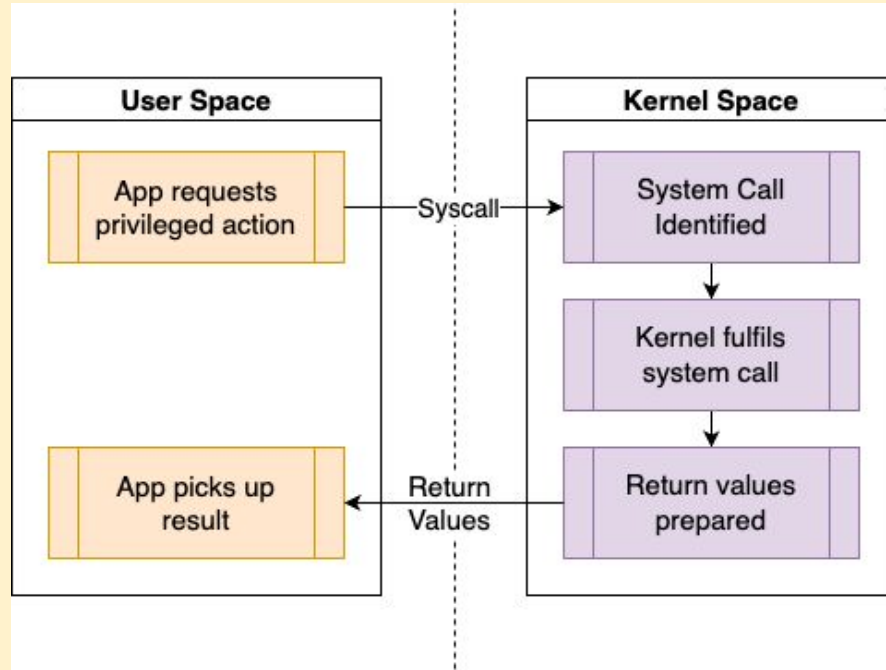 User Space
Kernel Space
App requests
privileged action
Syscall
System Call
Identified
Kernel fulfils
system call
Return values
prepared
Return
Values
App picks up
result